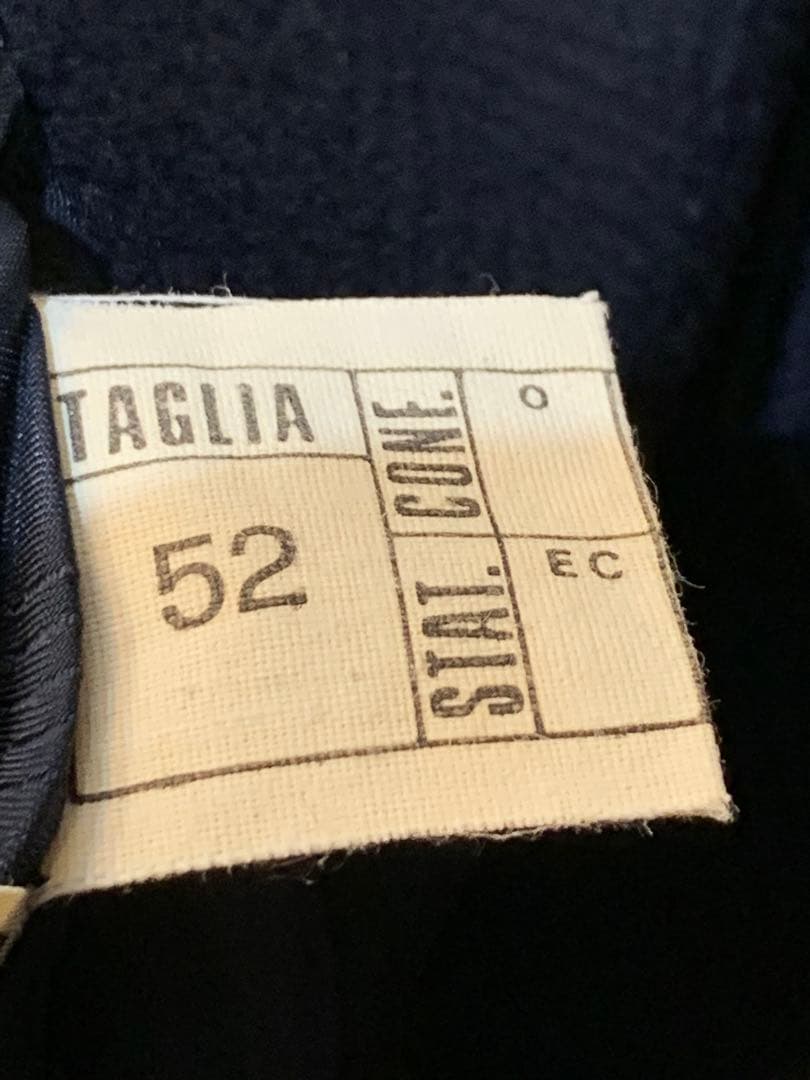 TAGLIA
52
CONF.
O
STAT.
EC